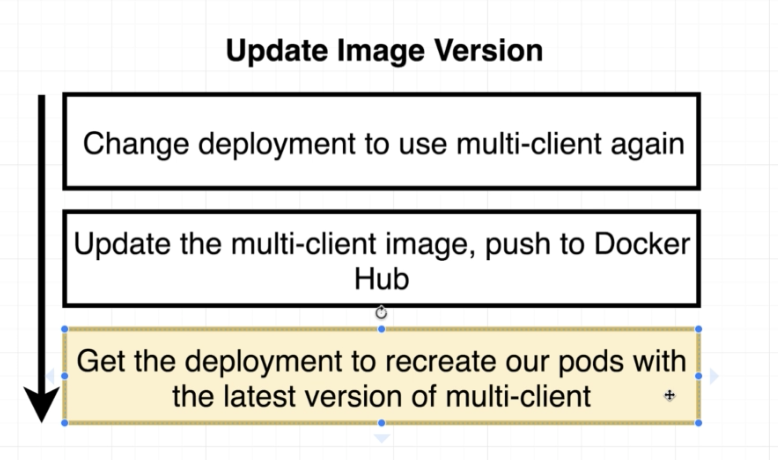 Update Image Version
Change deployment to use multi-client again
Update the multi-client image, push to Docker
Hub
Get the deployment to recreate our pods with
the latest version of multi-client